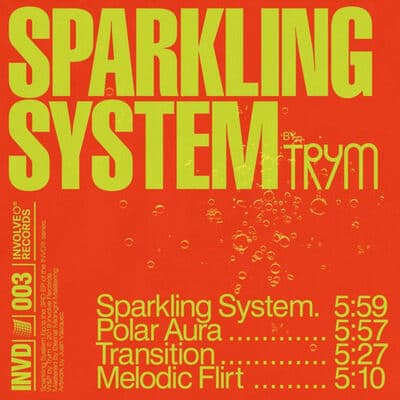 SPARKLING
SYSTEM
BY TRYM
INVD
003
INVOLVE®
RECORDS
Sparkling System. 5:59
Polar Aura ......... 5:57
Transition ........... 5:27
Melodic Flirt ........... 5:10